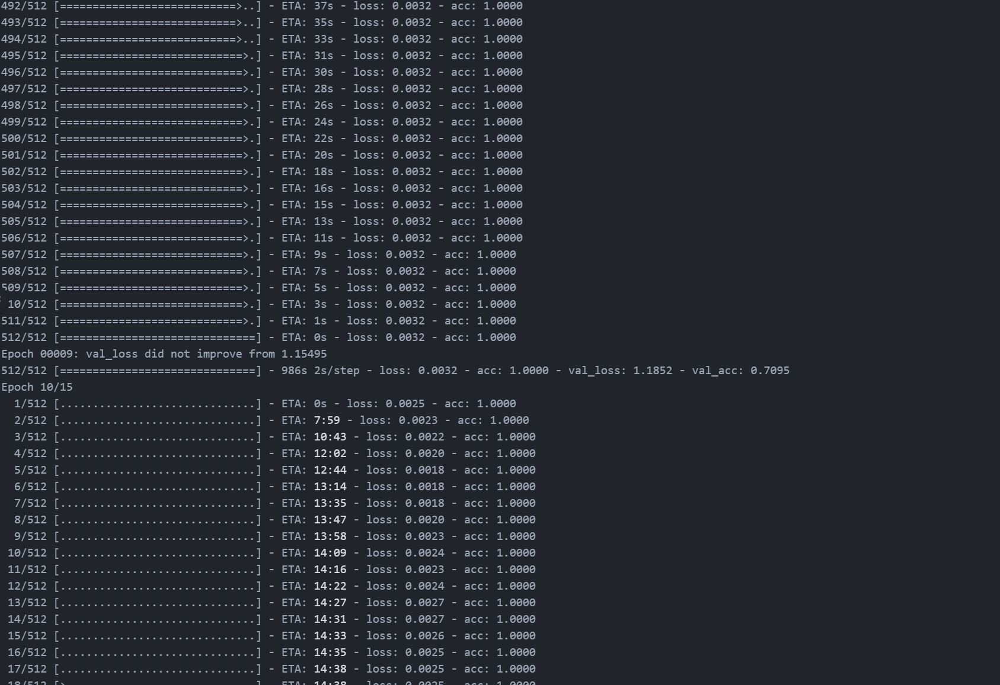 492/512 [===========================>..] - ETA: 37s - loss: 0.0032 - acc: 1.0000
493/512 [===========================>..] - ETA: 35s - loss: 0.0032 - acc: 1.0000
494/512 [===========================>..] - ETA: 33s - loss: 0.0032 - acc: 1.0000
495/512 [============================>.] - ETA: 31s - loss: 0.0032 - acc: 1.0000
496/512 [============================>.] - ETA: 30s - loss: 0.0032 - acc: 1.0000
497/512 [============================>.] - ETA: 28s - loss: 0.0032 - acc: 1.0000
498/512 [============================>.] - ETA: 26s - loss: 0.0032 - acc: 1.0000
499/512 [============================>.] - ETA: 24s - loss: 0.0032 - acc: 1.0000
500/512 [============================>.] - ETA: 22s - loss: 0.0032 - acc: 1.0000
501/512 [============================>.] - ETA: 20s - loss: 0.0032 - acc: 1.0000
502/512 [============================>.] - ETA: 18s - loss: 0.0032 - acc: 1.0000
503/512 [============================>.] - ETA: 16s - loss: 0.0032 - acc: 1.0000
504/512 [============================>.] - ETA: 15s - loss: 0.0032 - acc: 1.0000
505/512 [============================>.] - ETA: 13s - loss: 0.0032 - acc: 1.0000
506/512 [============================>.] - ETA: 11s - loss: 0.0032 - acc: 1.0000
507/512 [============================>.] - ETA: 9s - loss: 0.0032 - acc: 1.0000
508/512 [============================>.] - ETA: 7s - loss: 0.0032 - acc: 1.0000
509/512 [============================>.] - ETA: 5s - loss: 0.0032 - acc: 1.0000
10/512 [============================>.] - ETA: 3s - loss: 0.0032 - acc: 1.0000
511/512 [============================>.] - ETA: 1s - loss: 0.0032 - acc: 1.0000
512/512 [==============================] - ETA: 0s - loss: 0.0032 - acc: 1.0000
Epoch 00009: val_loss did not improve from 1.15495
512/512 [==============================] - 986s 2s/step - loss: 0.0032 - acc: 1.0000 - val_loss: 1.1852 - val_acc: 0.7095
Epoch 10/15
1/512 [..............................] - ETA: 0s - loss: 0.0025 - acc: 1.0000
2/512 [..............................] - ETA: 7:59 - loss: 0.0023 - acc: 1.0000
3/512 [..............................] - ETA: 10:43 - loss: 0.0022 - acc: 1.0000
4/512 [..............................] - ETA: 12:02 - loss: 0.0020 - acc: 1.0000
5/512 [..............................] - ETA: 12:44 - loss: 0.0018 - acc: 1.0000
6/512 [..............................] - ETA: 13:14 - loss: 0.0018 - acc: 1.0000
7/512 [..............................] - ETA: 13:35 - loss: 0.0018 - acc: 1.0000
8/512 [..............................] - ETA: 13:47 - loss: 0.0020 - acc: 1.0000
9/512 [..............................] - ETA: 13:58 - loss: 0.0023 - acc: 1.0000
10/512 [..............................] - ETA: 14:09 - loss: 0.0024 - acc: 1.0000
11/512 [..............................] - ETA: 14:16 - loss: 0.0023 - acc: 1.0000
12/512 [..............................] - ETA: 14:22 - loss: 0.0024 - acc: 1.0000
13/512 [..............................] - ETA: 14:27 - loss: 0.0027 - acc: 1.0000
14/512 [..............................] - ETA: 14:31 - loss: 0.0027 - acc: 1.0000
15/512 [..............................] - ETA: 14:33 - loss: 0.0026 - acc: 1.0000
16/512 [..............................] - ETA: 14:35 - loss: 0.0025 - acc: 1.0000
17/512 [..............................] - ETA: 14:38 - loss: 0.0025 - acc: 1.0000